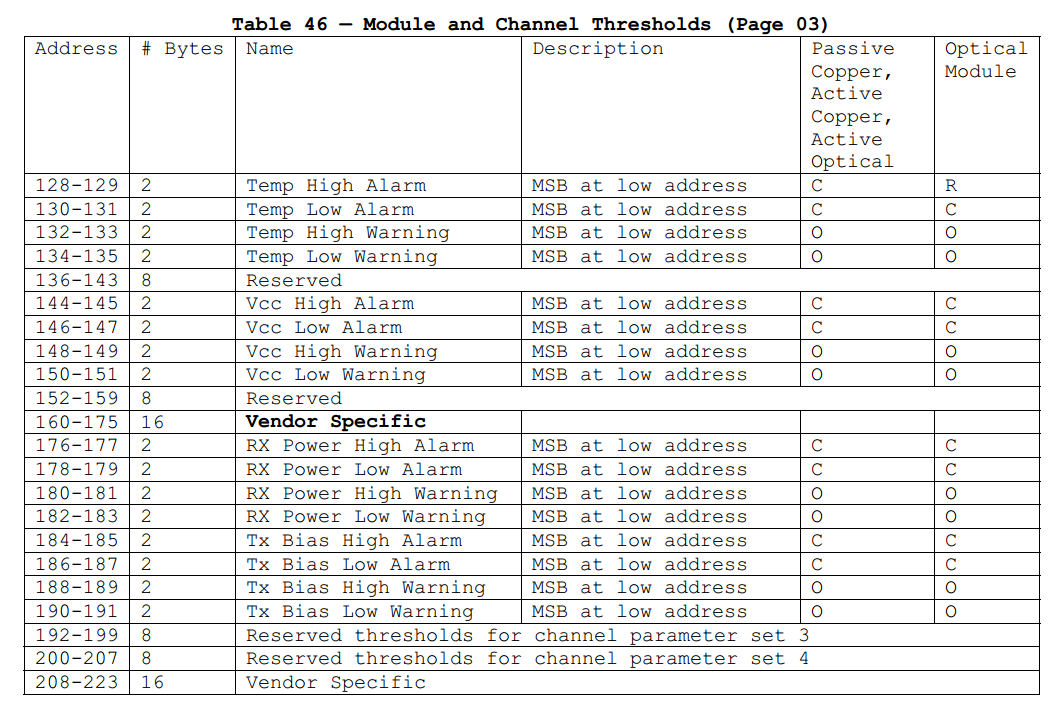 Table 46 — Module and Channel Thresholds (Page 03)
Address # Bytes Name Description Passive Copper, Active Copper, Active Optical Optical Module
128-129 2 Temp High Alarm MSB at low address C R
130-131 2 Temp Low Alarm MSB at low address C C
132-133 2 Temp High Warning MSB at low address O O
134-135 2 Temp Low Warning MSB at low address O O
136-143 8 Reserved
144-145 2 Vcc High Alarm MSB at low address C C
146-147 2 Vcc Low Alarm MSB at low address C C
148-149 2 Vcc High Warning MSB at low address O O
150-151 2 Vcc Low Warning MSB at low address O O
152-159 8 Reserved
160-175 16 Vendor Specific
176-177 2 RX Power High Alarm MSB at low address C C
178-179 2 RX Power Low Alarm MSB at low address C C
180-181 2 RX Power High Warning MSB at low address O O
182-183 2 RX Power Low Warning MSB at low address O O
184-185 2 Tx Bias High Alarm MSB at low address C C
186-187 2 Tx Bias Low Alarm MSB at low address C C
188-189 2 Tx Bias High Warning MSB at low address O O
190-191 2 Tx Bias Low Warning MSB at low address O O
192-199 8 Reserved thresholds for channel parameter set 3
200-207 8 Reserved thresholds for channel parameter set 4
208-223 16 Vendor Specific